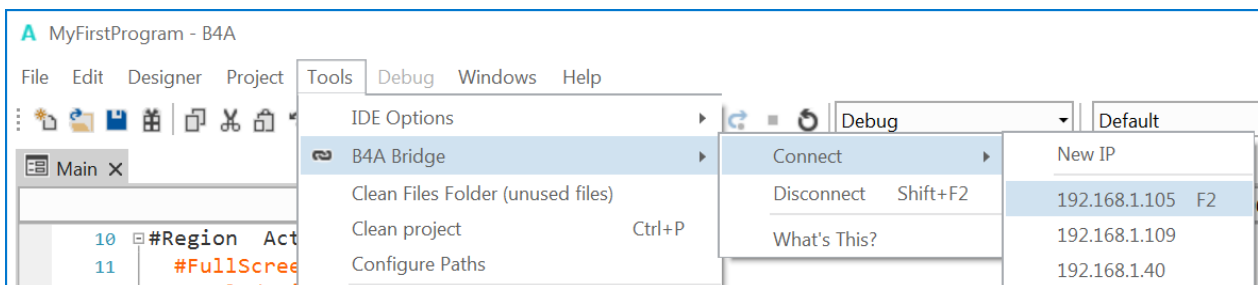 MyFirstProgram - B4A
File Edit Designer Project Tools Debug Windows Help
IDE Options
Debug
Default
B4A Bridge
Connect
New IP
Main
Clean Files Folder (unused files)
Disconnect Shift+F2
192.168.1.105 F2
Clean project Ctrl+P
What's This?
192.168.1.109
Configure Paths
192.168.1.40
10 #Region Act
11 #FullScree